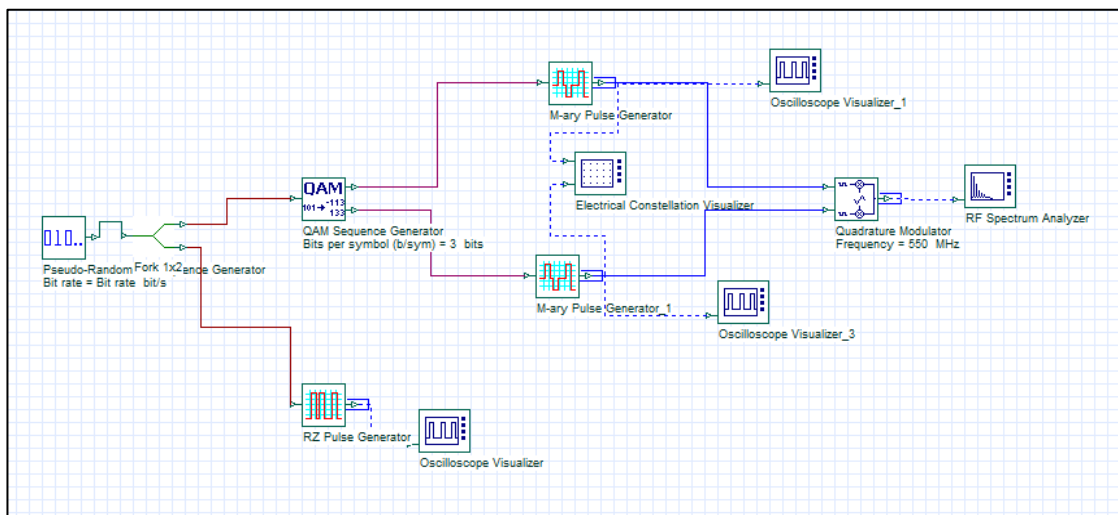 M-ary Pulse Generator
Oscilloscope Visualizer_1
Electrical Constellation Visualizer
QAM
101 -113
133
QAM Sequence Generator
Bits per symbol (b/sym) = 3 bits
Quadrature Modulator
Frequency = 550 MHz
RF Spectrum Analyzer
010..
Pseudo-Random
Fork 1x2
ence Generator
Bit rate = Bit rate bit/s
M-ary Pulse Generator_1
Oscilloscope Visualizer_3
RZ Pulse Generator
Oscilloscope Visualizer